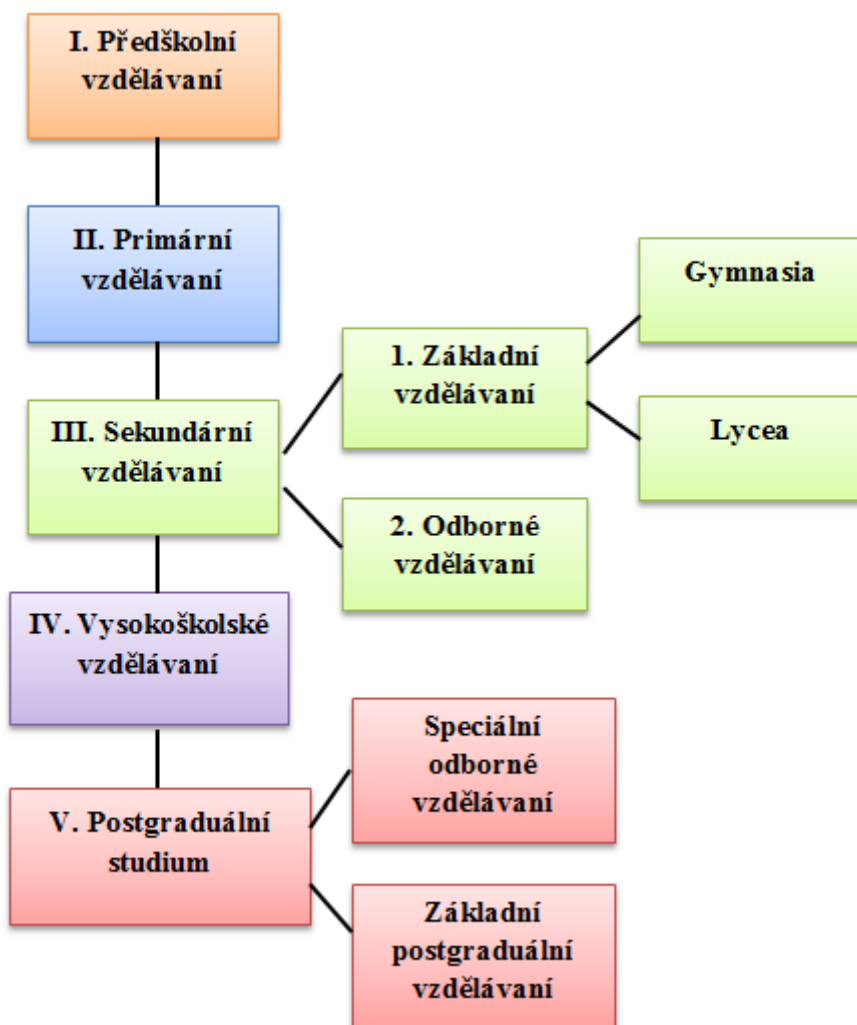 I. Předškolní
vzdělávaní
II. Primární
vzdělávaní
III. Sekundární
vzdělávaní
1. Základní
vzdělávaní
Gymnasia
Lycea
2. Odborné
vzdělávaní
IV. Vysokoškolské
vzdělávaní
V. Postgraduální
studium
Speciální
odborné
vzdělávaní
Základní
postgraduální
vzdělávaní